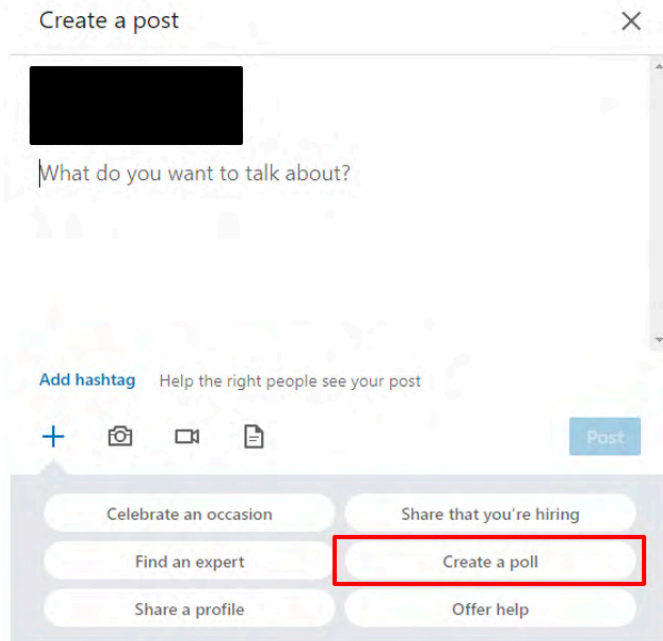 Create a post
What do you want to talk about?
Add hashtag Help the right people see your post
Post
Celebrate an occasion Share that you're hiring
Find an expert Create a poll
Share a profile Offer help